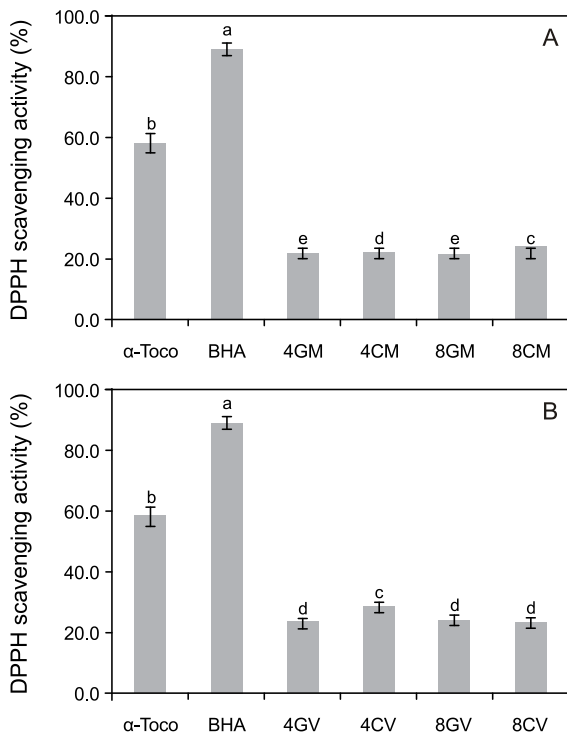 DPPH scavenging activity (%)
100.0
80.0
60.0
40.0
20.0
0.0
A
b
a
e
d
e
c
α-Toco BHA 4GM 4CM 8GM 8CM
DPPH scavenging activity (%)
100.0
80.0
60.0
40.0
20.0
0.0
B
b
a
d
c
d
d
α-Toco BHA 4GV 4CV 8GV 8CV